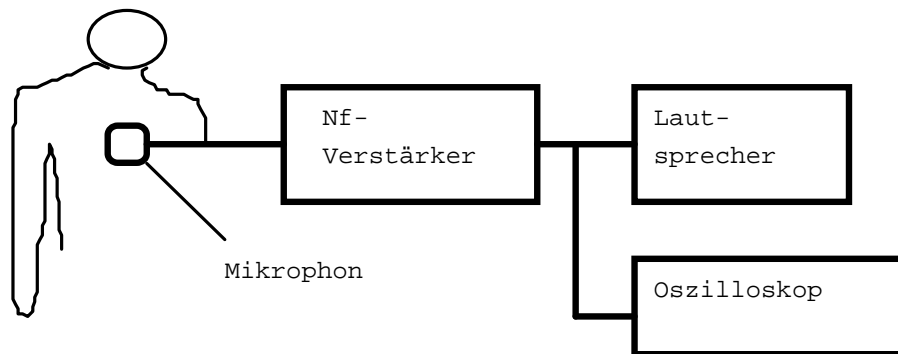 Nf-
Verstärker
Laut-
sprecher
Mikrophon
Oszilloskop